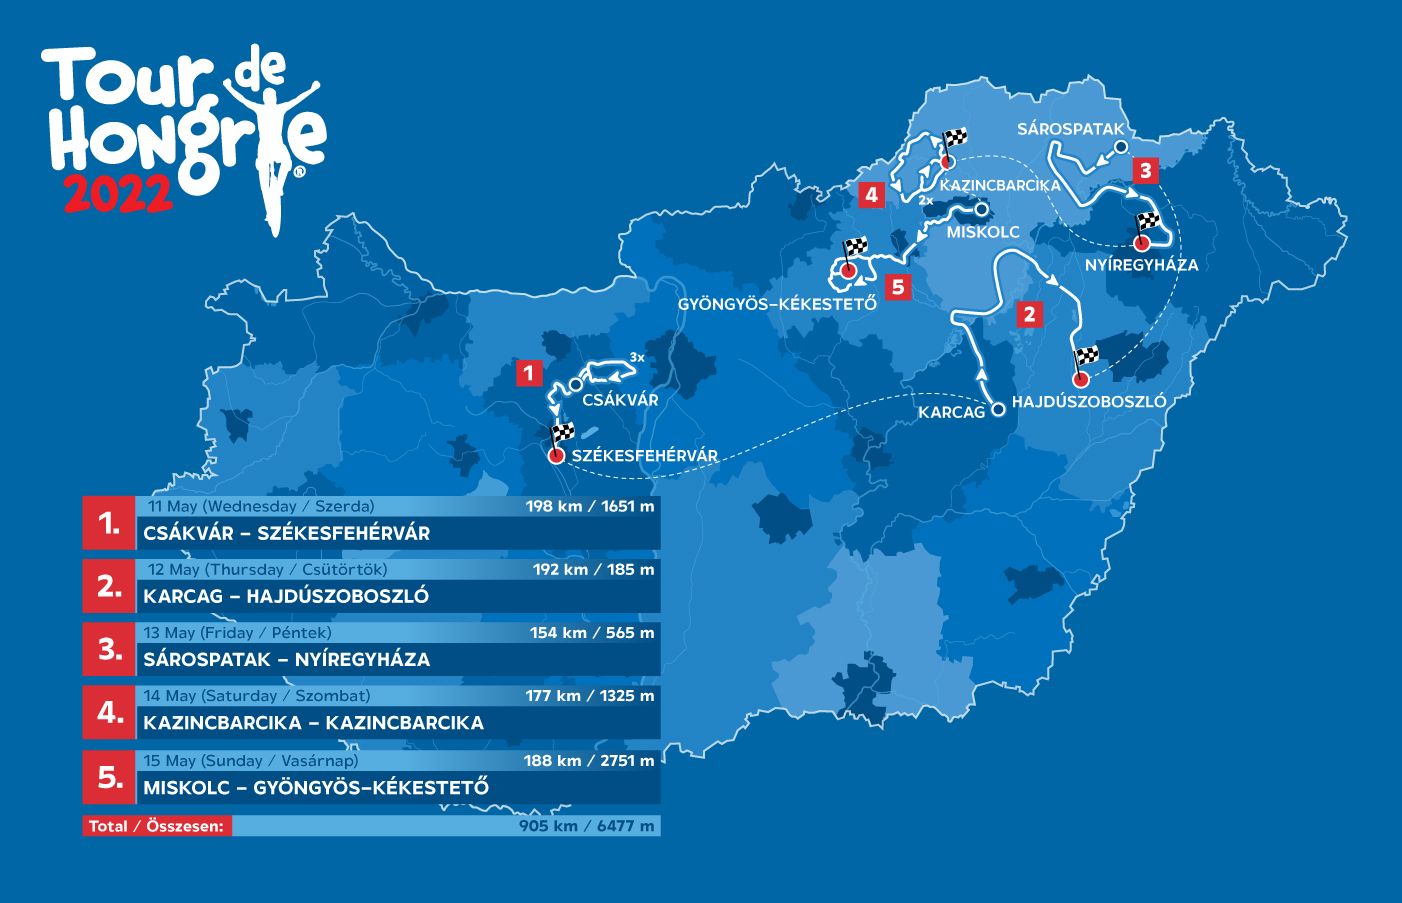 Tour de
Hongrie®
2022
SÁROSPATAK
3
4
KAZINCBARCIKA
2x
MISKOLC
NYÍREGYHÁZA
5
GYÖNGYÖS-KÉKESTETŐ
2
3x
1
CSÁKVÁR
HAJDÚSZOBOSZLÓ
KARCAG
SZÉKESFEHÉRVÁR
1. 11 May (Wednesday / Szerda) 198 km / 1651 m
CSÁKVÁR – SZÉKESFEHÉRVÁR
2. 12 May (Thursday / Csütörtök) 192 km / 185 m
KARCAG – HAJDÚSZOBOSZLÓ
3. 13 May (Friday / Péntek) 154 km / 565 m
SÁROSPATAK – NYÍREGYHÁZA
4. 14 May (Saturday / Szombat) 177 km / 1325 m
KAZINCBARCIKA – KAZINCBARCIKA
5. 15 May (Sunday / Vasárnap) 188 km / 2751 m
MISKOLC – GYÖNGYÖS-KÉKESTETŐ
Total / Összesen: 905 km / 6477 m